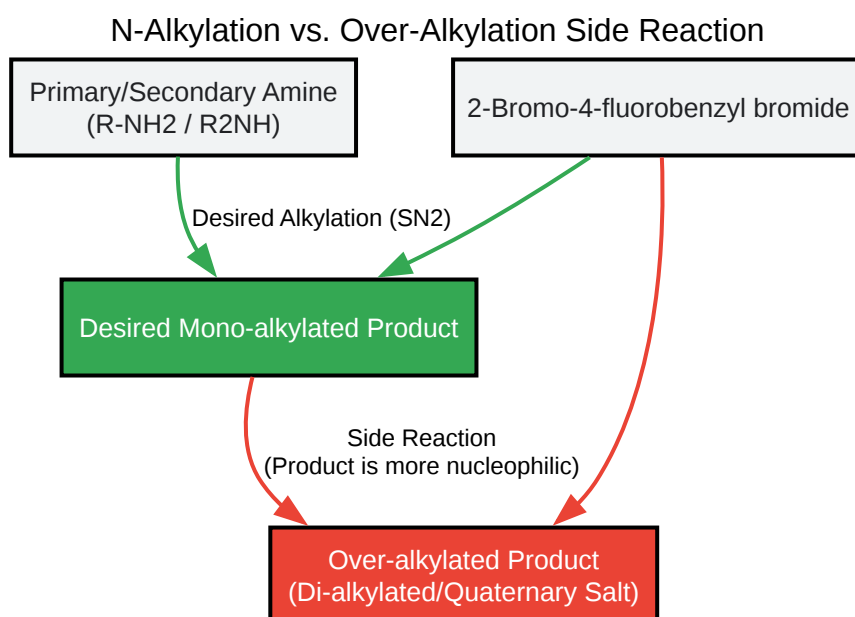 N-Alkylation vs. Over-Alkylation Side Reaction
Primary/Secondary Amine
(R-NH2 / R2NH)
2-Bromo-4-fluorobenzyl bromide
Desired Alkylation (SN2)
Desired Mono-alkylated Product
Side Reaction
(Product is more nucleophilic)
Over-alkylated Product
(Di-alkylated/Quaternary Salt)